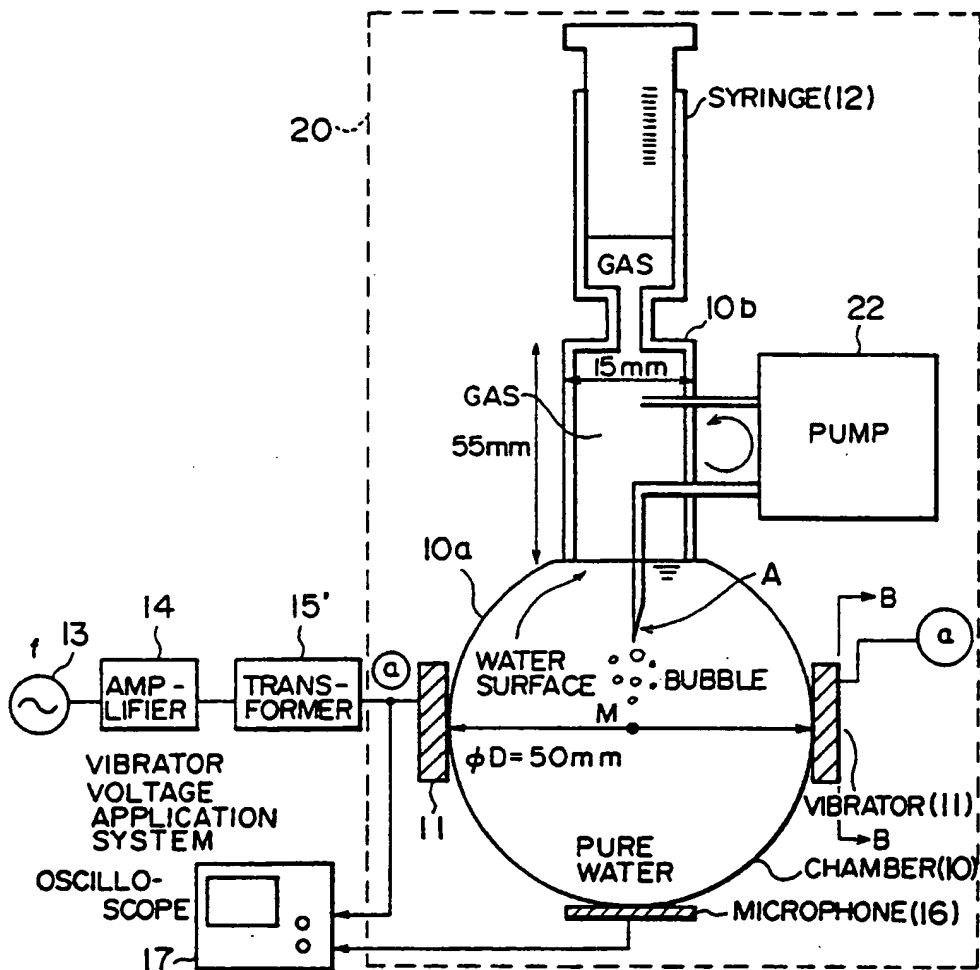 SYRINGE(12)
20
GAS
10b
22
15mm
GAS
55mm
PUMP
10a
A
B
a
f
13
14
15'
a
AMP-
LIFIER
TRANS-
FORMER
WATER
SURFACE
BUBBLE
M
φD=50mm
VIBRATOR
VOLTAGE
APPLICATION
SYSTEM
11
VIBRATOR(11)
B
PURE
WATER
CHAMBER(10)
OSCILLO-
SCOPE
MICROPHONE(16)
17